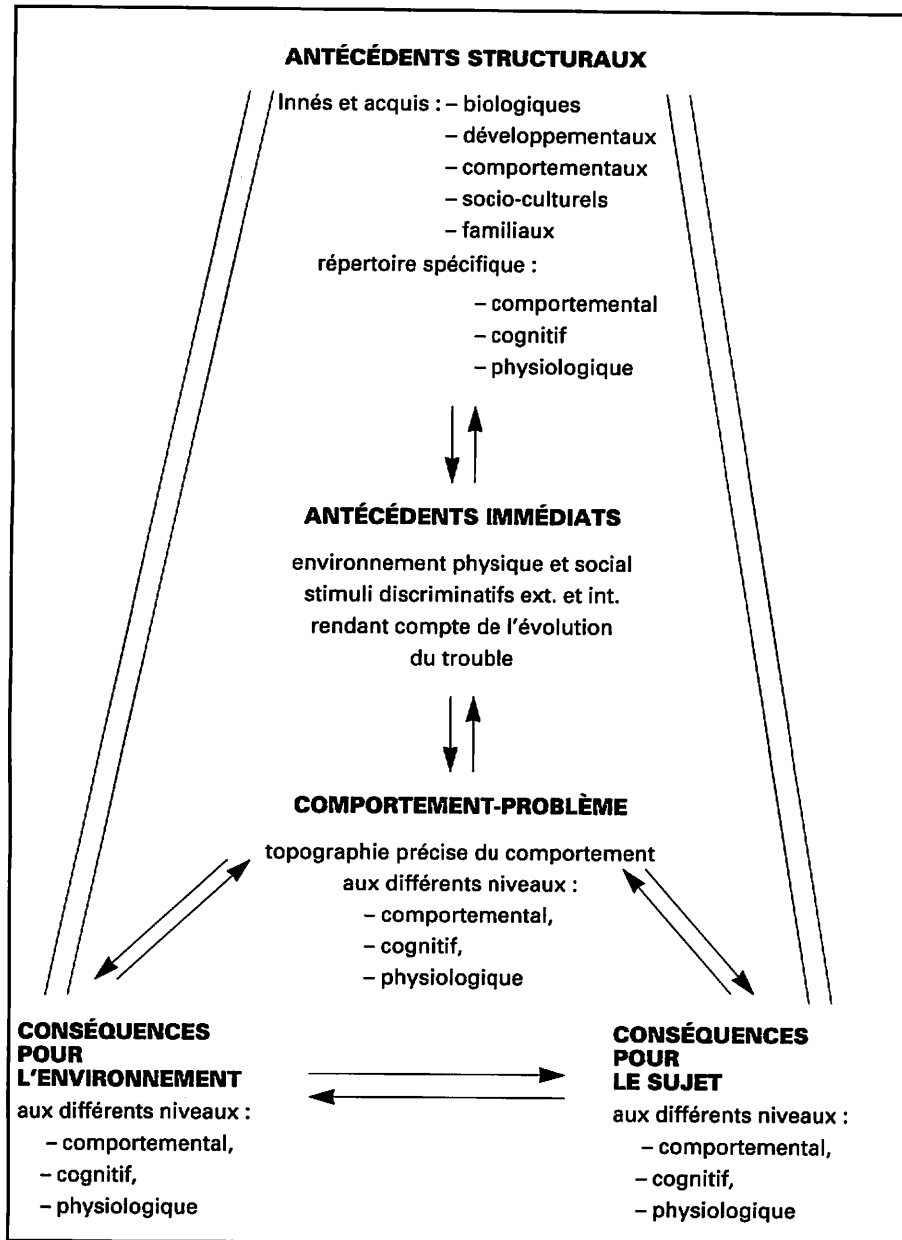 ANTÉCÉDENTS STRUCTURAUX
Innés et acquis : – biologiques
– développementaux
– comportementaux
– socio-culturels
– familiaux
répertoire spécifique :
– comportemental
– cognitif
– physiologique
ANTÉCÉDENTS IMMÉDIATS
environnement physique et social
stimuli discriminatifs ext. et int.
rendant compte de l'évolution
du trouble
COMPORTEMENT-PROBLÈME
topographie précise du comportement
aux différents niveaux :
– comportemental,
– cognitif,
– physiologique
CONSÉQUENCES
POUR
L'ENVIRONNEMENT
aux différents niveaux :
– comportemental,
– cognitif,
– physiologique
CONSÉQUENCES
POUR
LE SUJET
aux différents niveaux :
– comportemental,
– cognitif,
– physiologique